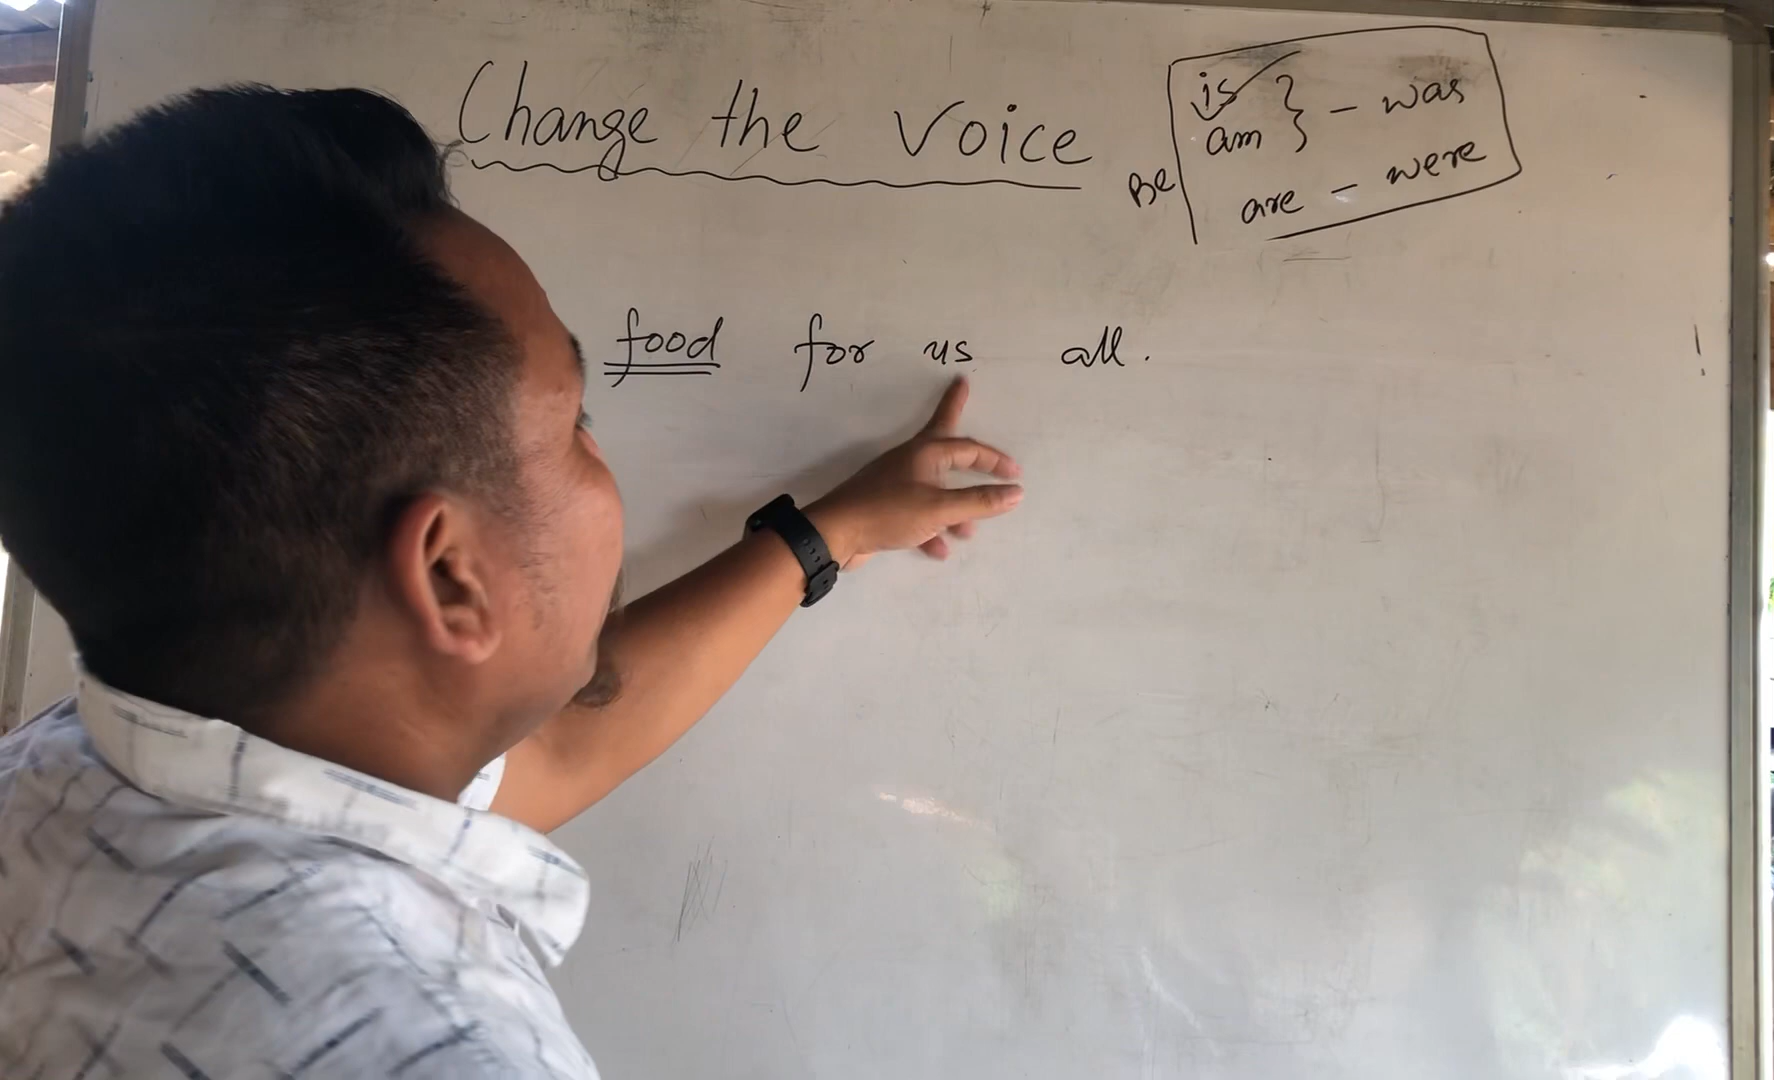 Change the Voice
is } - was
am
Be are - were
food for us all.